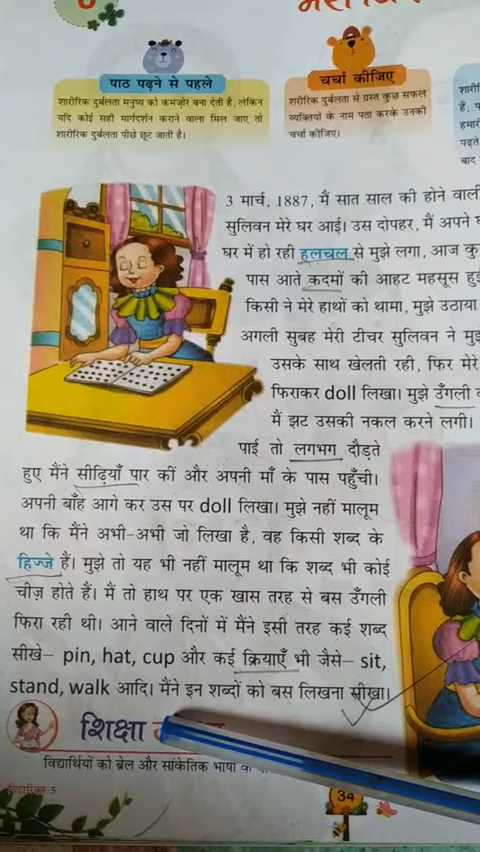 पाठ पढ़ने से पहले
शारीरिक दुर्बलता मनुष्य को कमज़ोर बना देती है, लेकिन
यदि कोई सही मार्गदर्शन कराने वाला मिल जाए तो
शारीरिक दुर्बलता पीछे छूट जाती है।
चर्चा कीजिए
शारीरिक दुर्बलता से ग्रस्त कुछ सफल
व्यक्तियों के नाम पता करके उनकी
चर्चा कीजिए।
हमारी
पढ़ते
बाद
3 मार्च, 1887, मैं सात साल की होने वाली
सुलिवन मेरे घर आई। उस दोपहर, मैं अपने
घर में हो रही हलचल से मुझे लगा, आज
पास आते कदमों की आहट महसूस
किसी ने मेरे हाथों को थामा, मुझे उठाया
अगली सुबह मेरी टीचर सुलिवन ने
उसके साथ खेलती रही, फिर मेरे
फिराकर doll लिखा। मुझे उँगली
मैं झट उसकी नकल करने लगी।
पाई तो लगभग दौड़ते
हुए मैंने सीढ़ियाँ पार कीं और अपनी माँ के पास पहुँची।
अपनी बाँह आगे कर उस पर doll लिखा। मुझे नहीं मालूम
था कि मैंने अभी-अभी जो लिखा है, वह किसी शब्द के
हिज्जे हैं। मुझे तो यह भी नहीं मालूम था कि शब्द भी कोई
चीज़ होते हैं। मैं तो हाथ पर एक खास तरह से बस उँगली
फिरा रही थी। आने वाले दिनों में मैंने इसी तरह कई शब्द
सीखे– pin, hat, cup और कई क्रियाएँ भी जैसे– sit,
stand, walk आदि। मैंने इन शब्दों को बस लिखना सीखा।
शिक्षा
विद्यार्थियों को ब्रेल और सांकेतिक भाषा
34